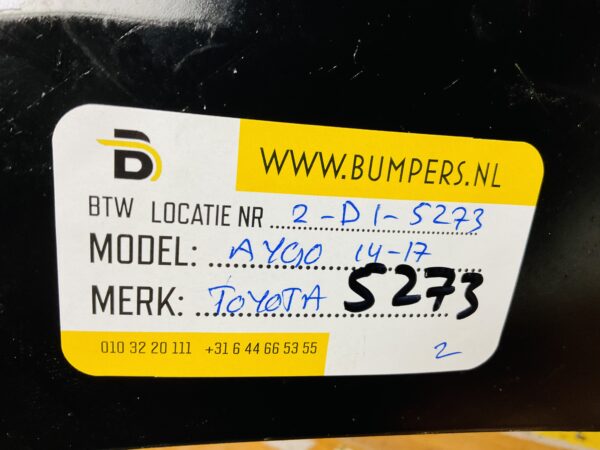 WWW.BUMPERS.NL
BTW LOCATIE NR 2-D1-5273
MODEL: AYGO 14-17
MERK: TOYOTA 5273
010 32 20 111 +31 6 44 66 53 55
2